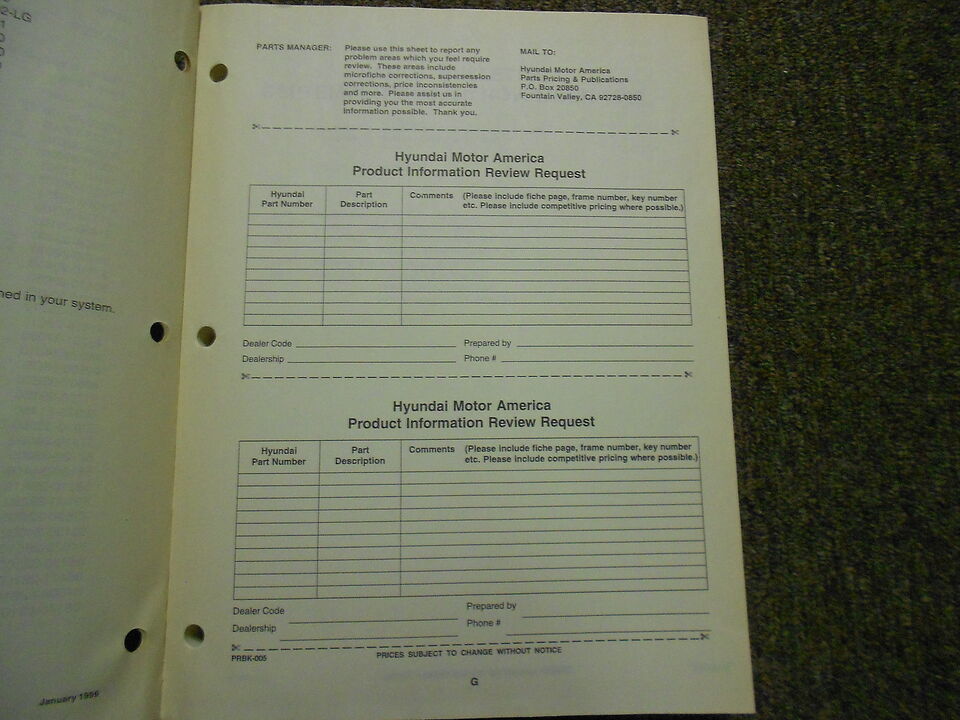 2-LG
1
0
0
ned in your system.
January 1999
PARTS MANAGER: Please use this sheet to report any
problem areas which you feel require
review. These areas include
microfiche corrections, supersession
corrections, price inconsistencies
and more. Please assist us in
providing you the most accurate
information possible. Thank you.
MAIL TO:
Hyundai Motor America
Parts Pricing & Publications
P.O. Box 20850
Fountain Valley, CA 92728-0850
Hyundai Motor America
Product Information Review Request
Hyundai
Part Number
Part
Description
Comments (Please include fiche page, frame number, key number
etc. Please include competitive pricing where possible.)
Dealer Code Prepared by
Dealership Phone #
Hyundai Motor America
Product Information Review Request
Hyundai
Part Number
Part
Description
Comments (Please include fiche page, frame number, key number
etc. Please include competitive pricing where possible.)
Dealer Code Prepared by
Dealership Phone #
PRBK-005 PRICES SUBJECT TO CHANGE WITHOUT NOTICE
G